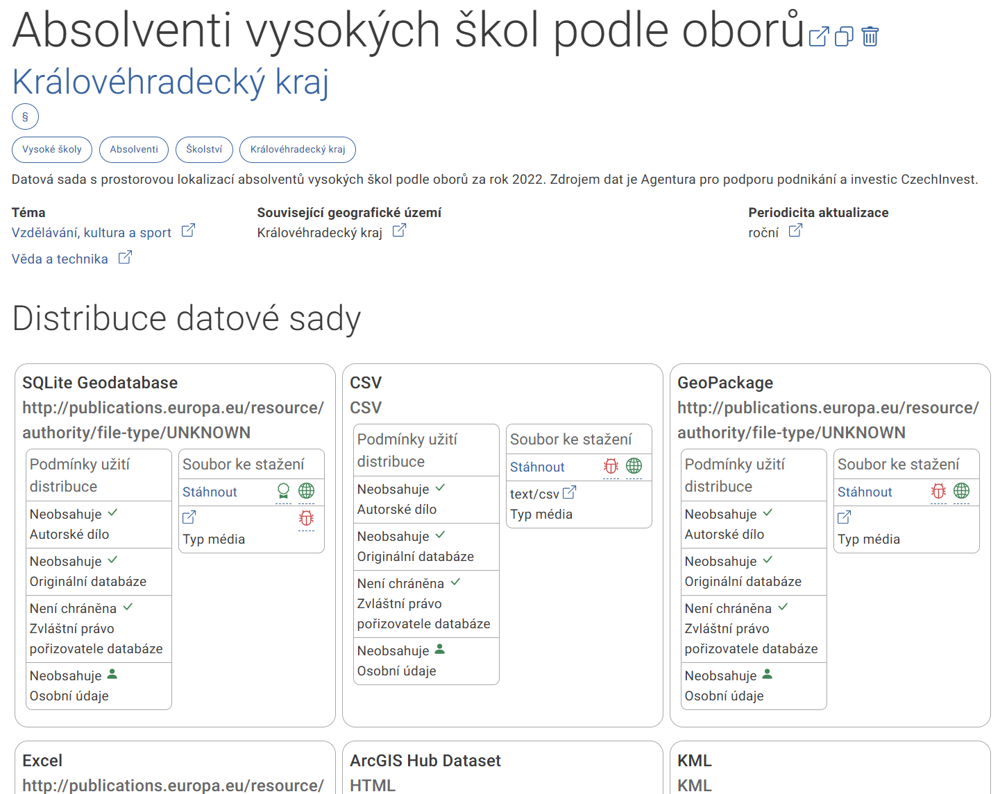 Absolventi vysokých škol podle oborů
Královéhradecký kraj
§
Vysoké školy Absolventi Školství Královéhradecký kraj
Datová sada s prostorovou lokalizací absolventů vysokých škol podle oborů za rok 2022. Zdrojem dat je Agentura pro podporu podnikání a investic CzechInvest.
Téma
Vzdělávání, kultura a sport
Věda a technika
Související geografické území
Královéhradecký kraj
Periodicita aktualizace
roční
Distribuce datové sady
SQLite Geodatabase
http://publications.europa.eu/resource/
authority/file-type/UNKNOWN
Podmínky užití
distribuce
Neobsahuje
Autorské dílo
Neobsahuje
Originální databáze
Není chráněna
Zvláštní právo
pořizovatele databáze
Neobsahuje
Osobní údaje
Soubor ke stažení
Stáhnout
Typ média
CSV
CSV
Podmínky užití
distribuce
Neobsahuje
Autorské dílo
Neobsahuje
Originální databáze
Není chráněna
Zvláštní právo
pořizovatele databáze
Neobsahuje
Osobní údaje
Soubor ke stažení
Stáhnout
text/csv
Typ média
GeoPackage
http://publications.europa.eu/resource/
authority/file-type/UNKNOWN
Podmínky užití
distribuce
Neobsahuje
Autorské dílo
Neobsahuje
Originální databáze
Není chráněna
Zvláštní právo
pořizovatele databáze
Neobsahuje
Osobní údaje
Soubor ke stažení
Stáhnout
Typ média
Excel
http://publications.europa.eu/resource/
ArcGIS Hub Dataset
HTML
KML
KML